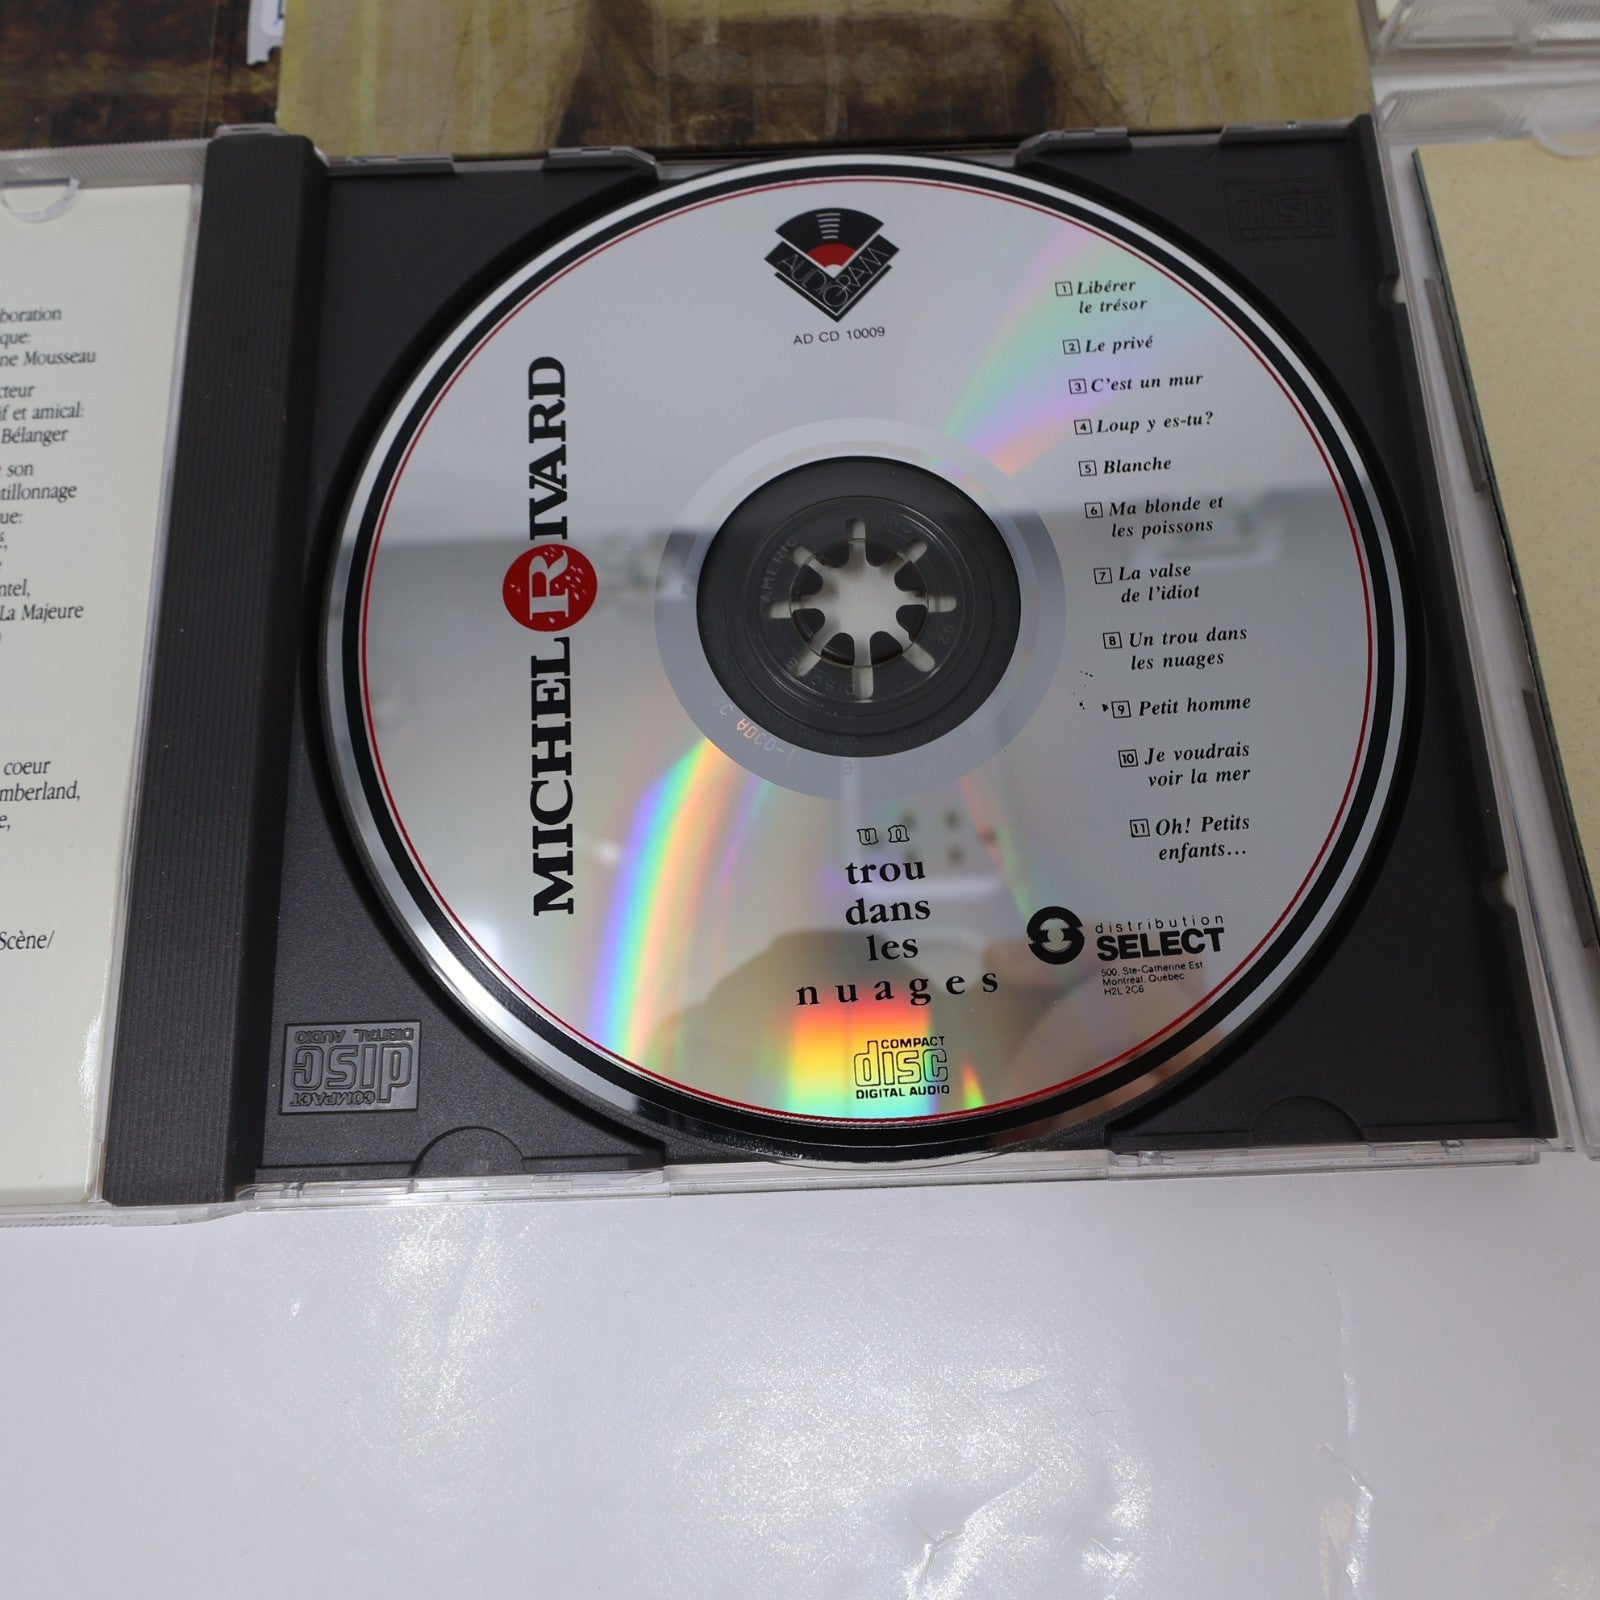 boration
que:
ne Mousseau
cteur
if et amical:
Bélanger
son
tillonnage
ue:
ntel,
La Majeure
coeur
mberland,
e,
Scène/
AUDIOGRAM
AD CD 10009
MICHEL RIVARD
1 Libérer
le trésor
2 Le privé
3 C'est un mur
4 Loup y es-tu?
5 Blanche
6 Ma blonde et
les poissons
7 La valse
de l'idiot
8 Un trou dans
les nuages
9 Petit homme
10 Je voudrais
voir la mer
11 Oh! Petits
enfants...
un
trou
dans
les
nuages
distribution
SELECT
500, Ste-Catherine Est
Montréal, Québec
H2L 2C6
COMPACT
disc
DIGITAL AUDIO
COMPACT
disc
DIGITAL AUDIO
disc